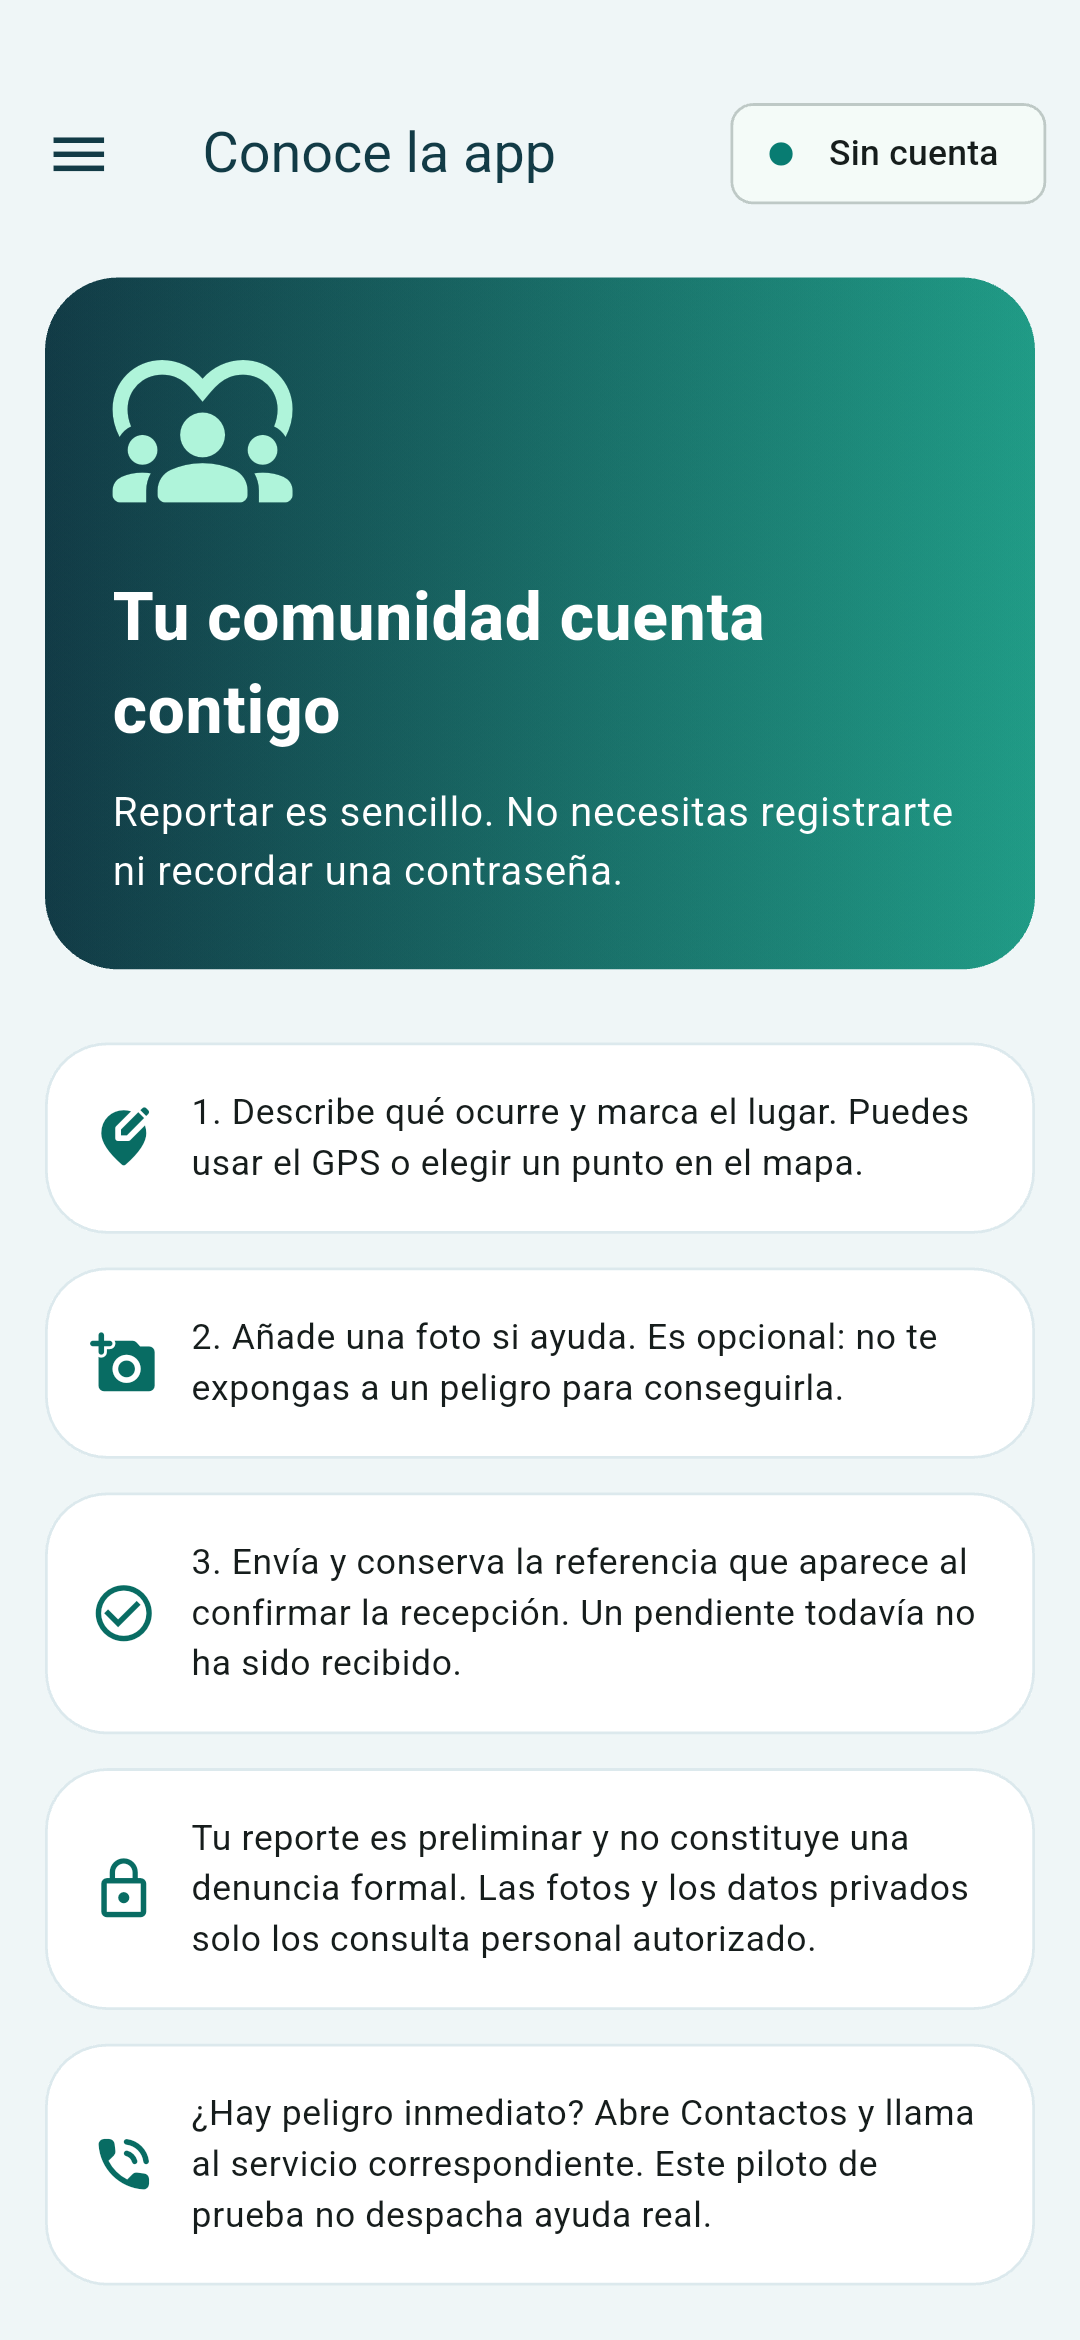 Conoce la app
Sin cuenta
Tu comunidad cuenta
contigo
Reportar es sencillo. No necesitas registrarte
ni recordar una contraseña.
1. Describe qué ocurre y marca el lugar. Puedes
usar el GPS o elegir un punto en el mapa.
2. Añade una foto si ayuda. Es opcional: no te
expongas a un peligro para conseguirla.
3. Envía y conserva la referencia que aparece al
confirmar la recepción. Un pendiente todavía no
ha sido recibido.
Tu reporte es preliminar y no constituye una
denuncia formal. Las fotos y los datos privados
solo los consulta personal autorizado.
¿Hay peligro inmediato? Abre Contactos y llama
al servicio correspondiente. Este piloto de
prueba no despacha ayuda real.